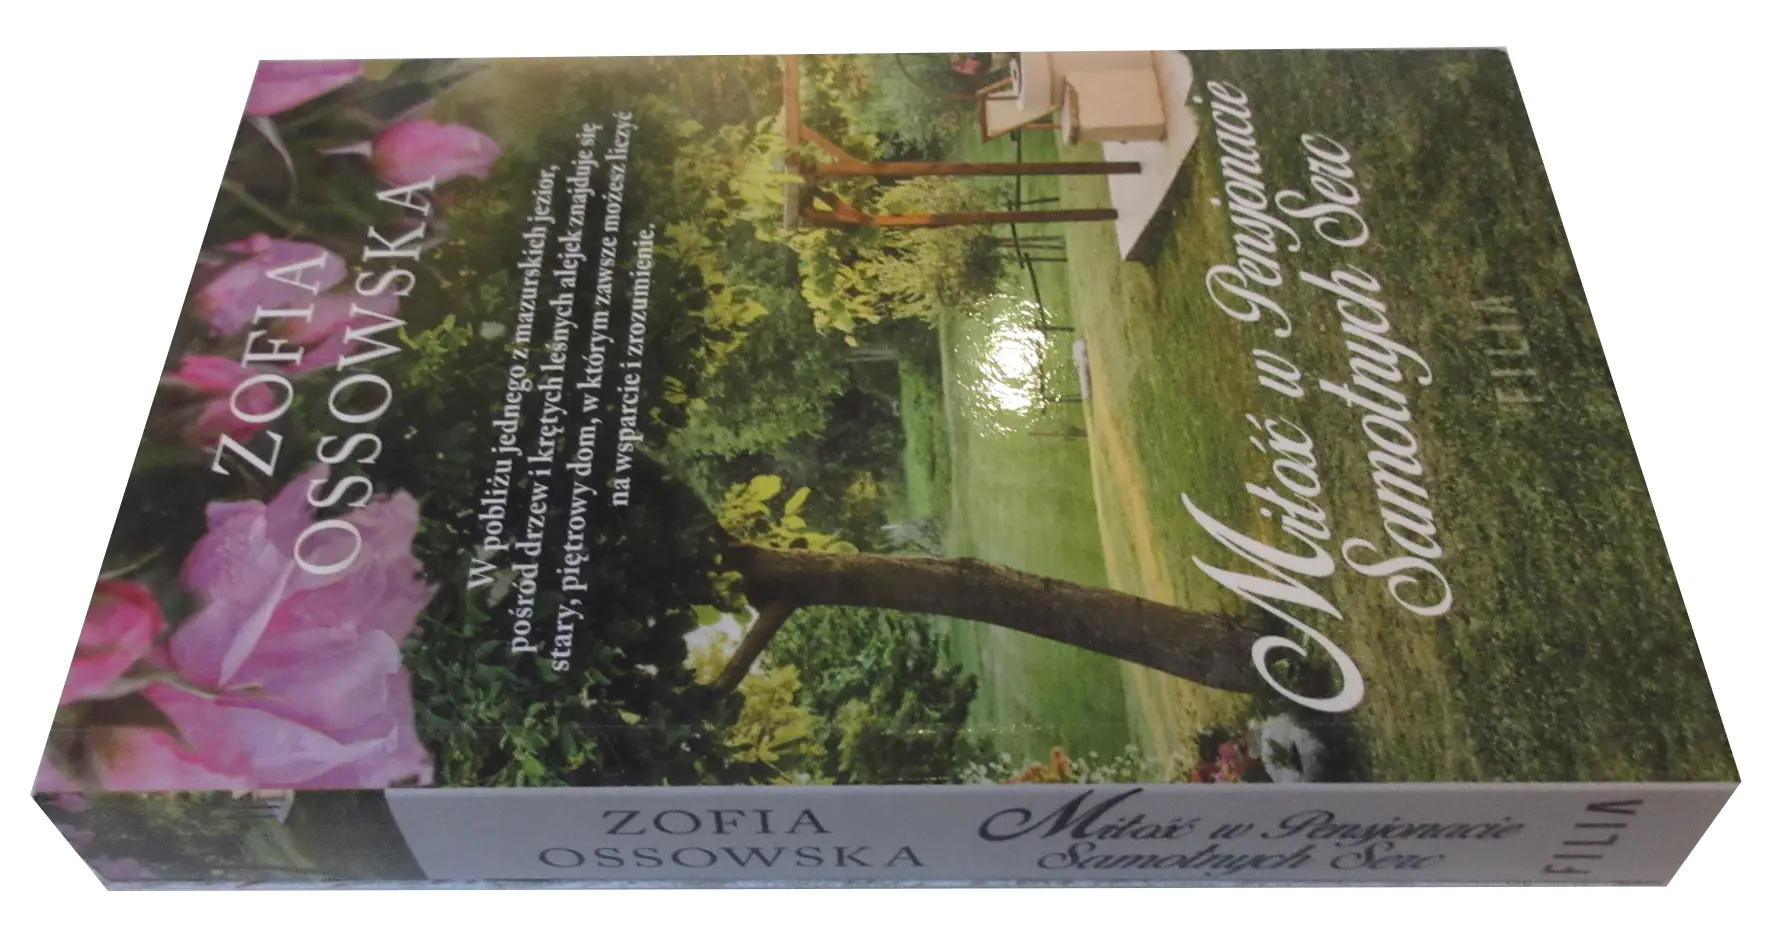 ZOFIA
OSSOWSKA
W pobliżu jednego z mazurskich jezior,
pośród drzew i krętych leśnych alejek znajduje się
stary, piętrowy dom, w którym zawsze możesz liczyć
na wsparcie i zrozumienie.
Miłość w Pensjonacie
Samotnych Serc
FILIA
ZOFIA
OSSOWSKA
Miłość w Pensjonacie
Samotnych Serc
FILIA